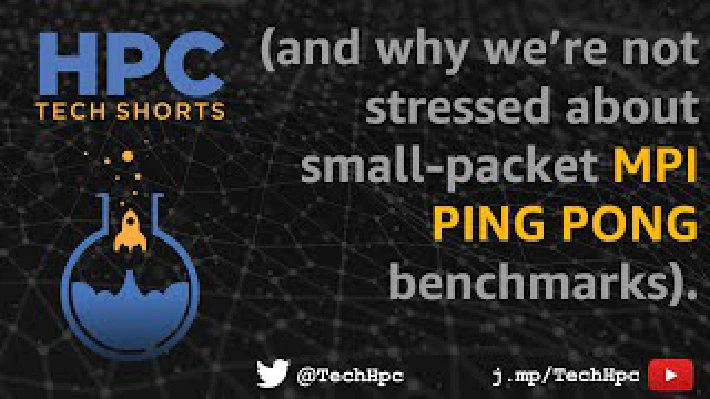 HPC
TECH SHORTS
(and why we're not
stressed about
small-packet MPI
PING PONG
benchmarks).
@TechHpc
j.mp/TechHpc